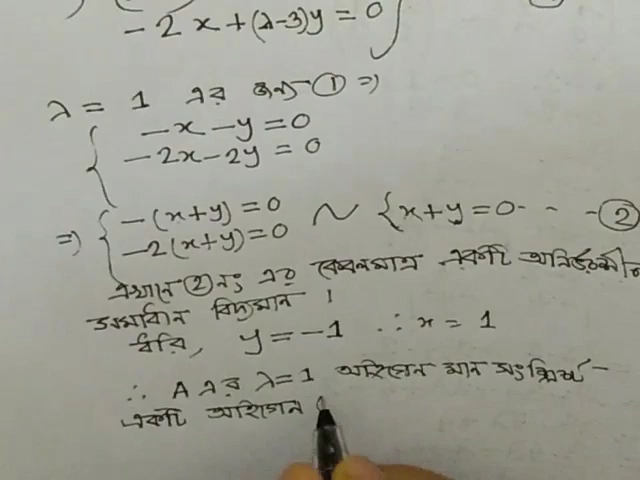 -2x+(λ-3)y=0
λ = 1 এর জন্য ① ⇒
-x-y=0
-2x-2y=0
⇒ { -(x+y)=0 ~ { x+y=0 - - - ②
-2(x+y)=0
এখানে ② নং এর কেবলমাত্র একটি অনির্ভরশীল
সমাধান বিদ্যমান ।
ধরি, y=-1 ∴ x=1
∴ A এর λ=1 আইগেন মান সংশ্লিষ্ট
একটি আইগেন